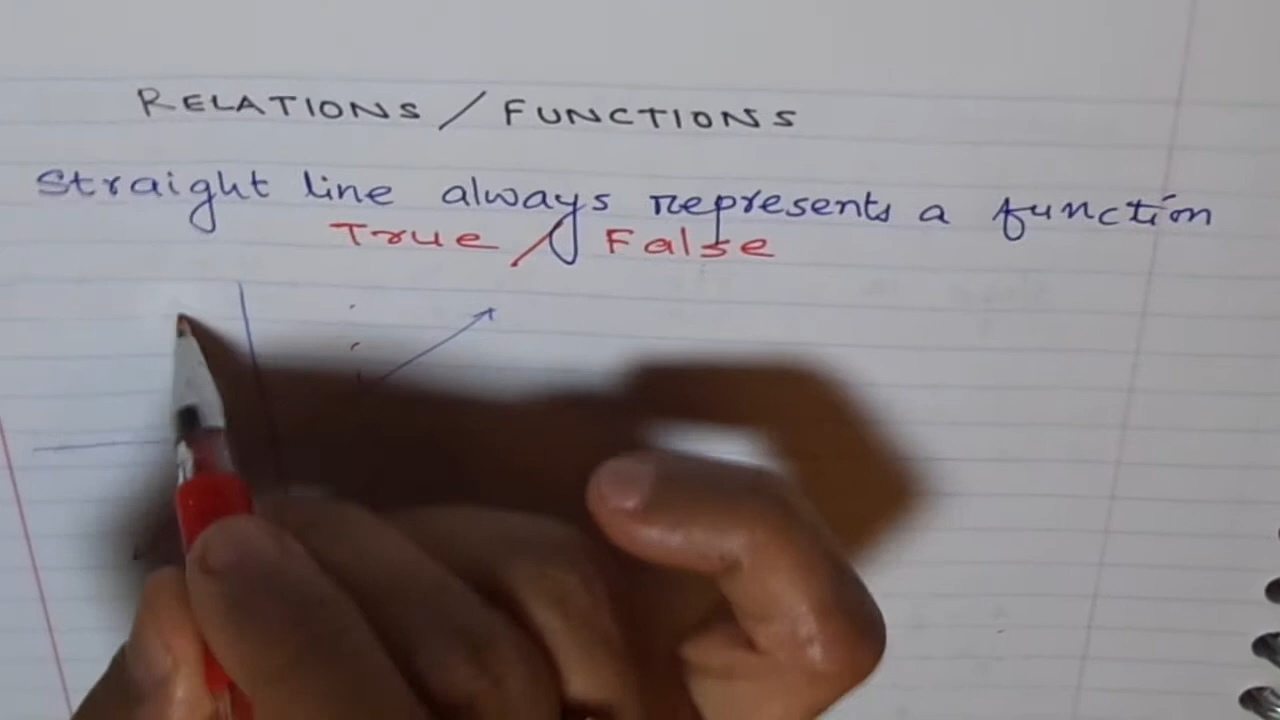 RELATIONS / FUNCTIONS
Straight line always represents a function
True / False